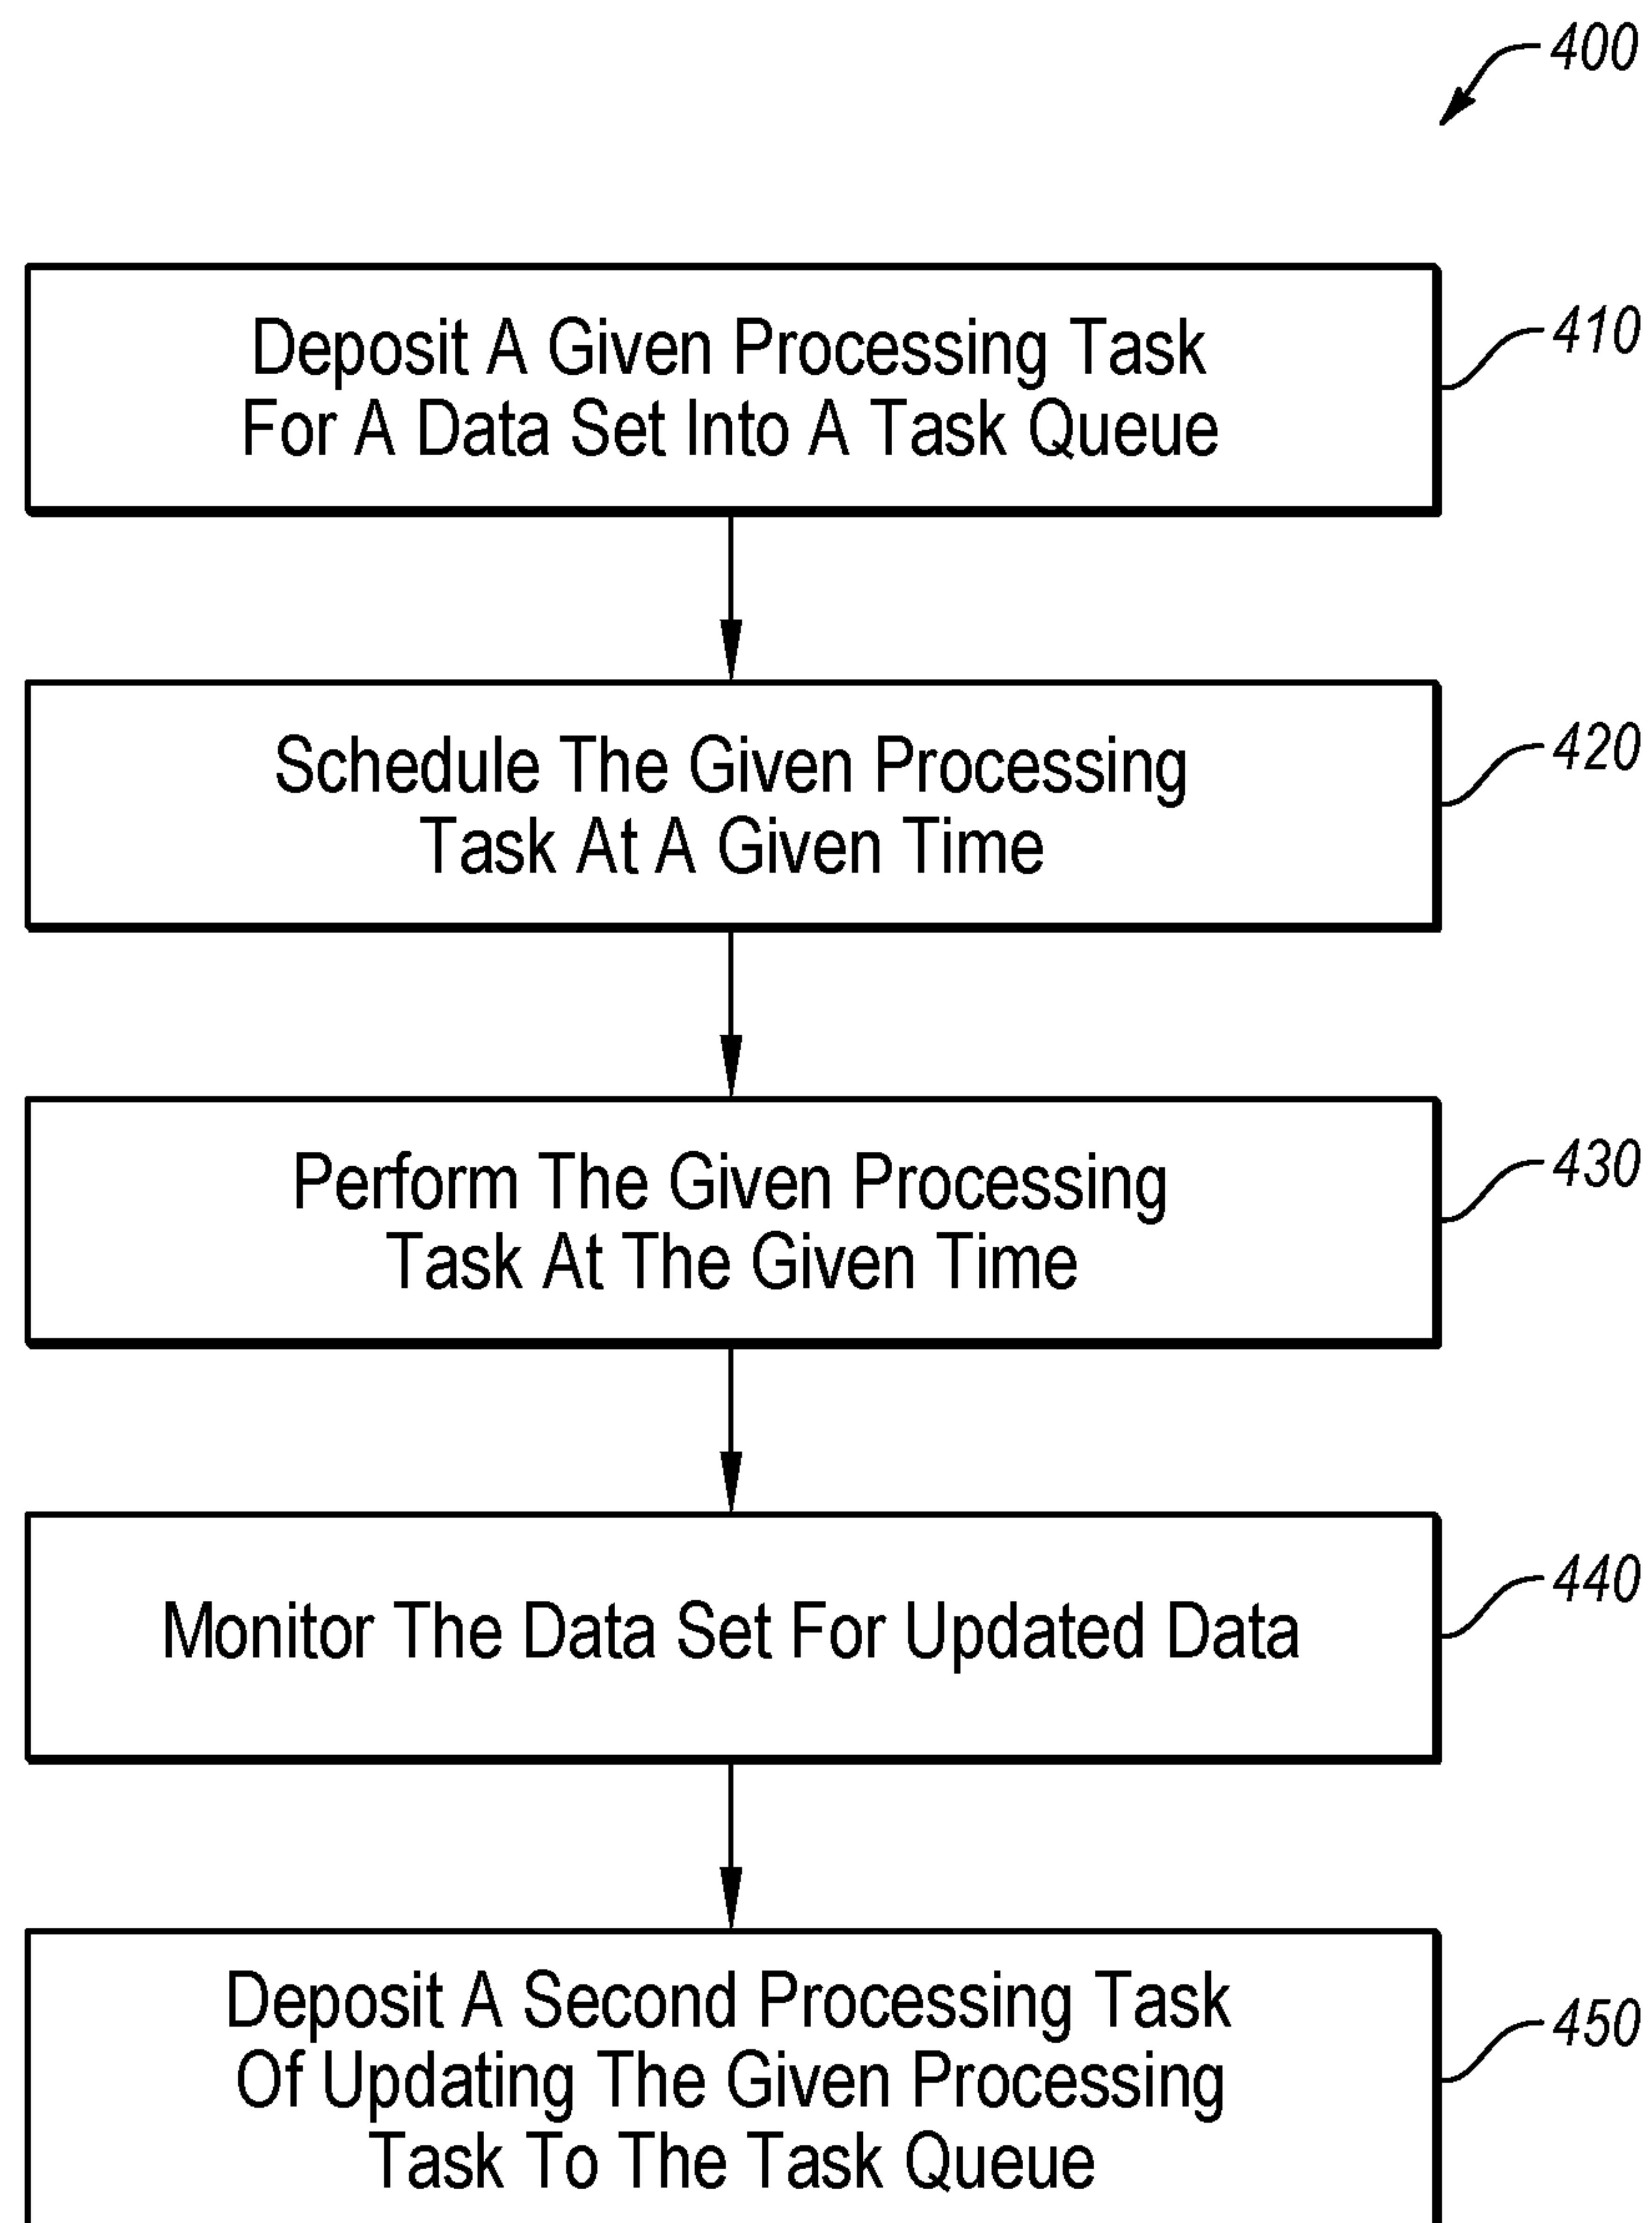 400
Deposit A Given Processing Task
For A Data Set Into A Task Queue
410
Schedule The Given Processing
Task At A Given Time
420
Perform The Given Processing
Task At The Given Time
430
Monitor The Data Set For Updated Data
440
Deposit A Second Processing Task
Of Updating The Given Processing
Task To The Task Queue
450